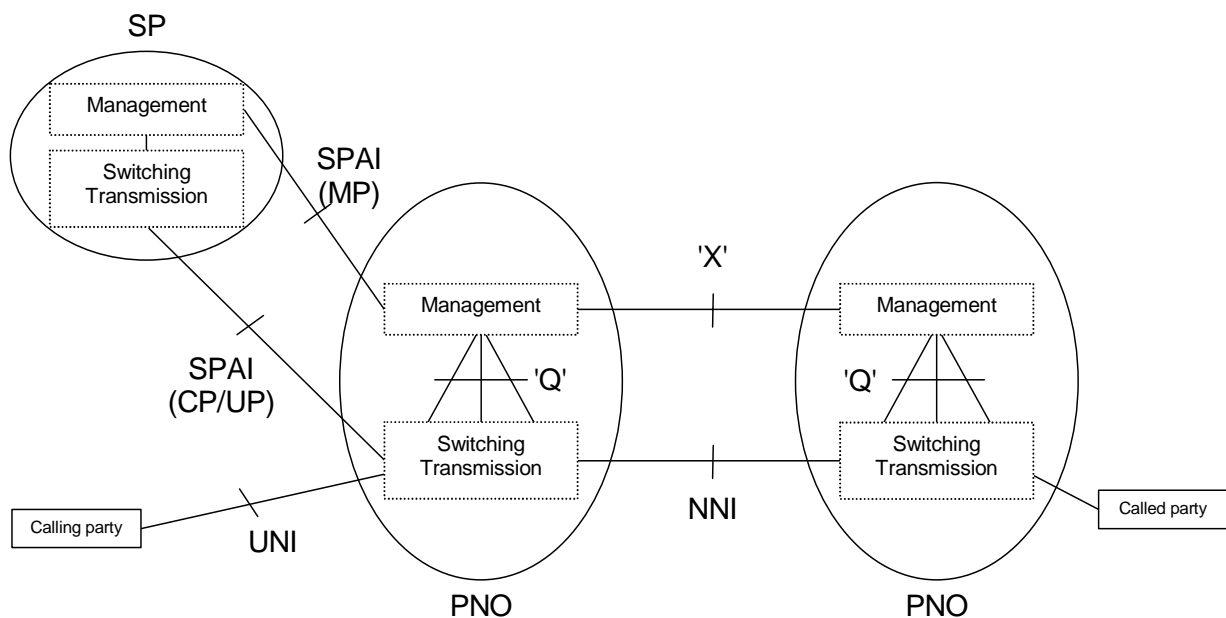 SP
Management
Switching
Transmission
SPAI
(MP)
SPAI
(CP/UP)
Calling party
UNI
Management
'Q'
Switching
Transmission
PNO
'X'
NNI
Management
'Q'
Switching
Transmission
PNO
Called party